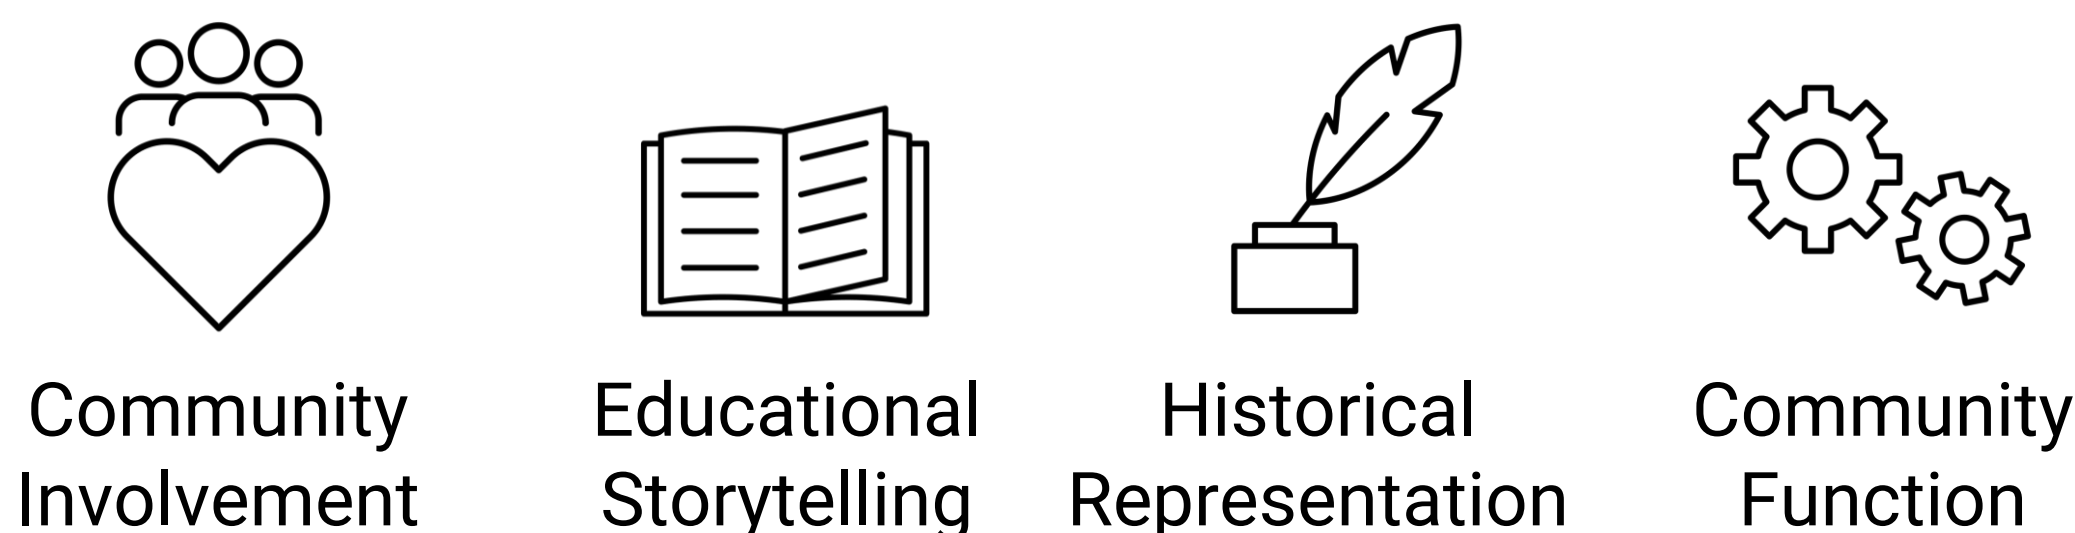 Community
Involvement
Educational
Storytelling
Historical
Representation
Community
Function